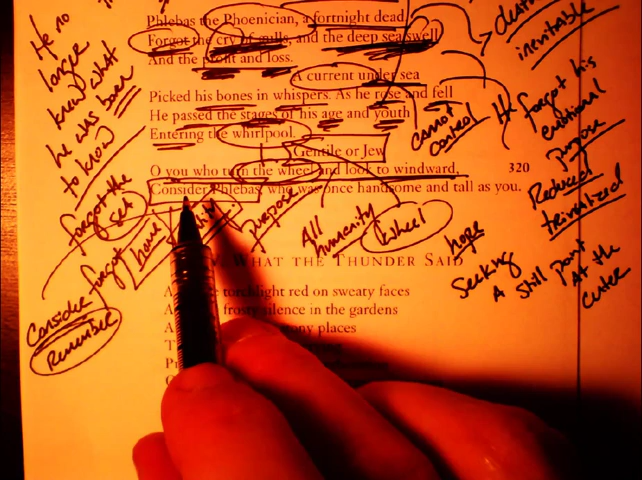 Phlebas the Phoenician, a fortnight dead,
Forgot the cry of gulls, and the deep sea swell
And the profit and loss.
A current under sea
Picked his bones in whispers. As he rose and fell
He passed the stages of his age and youth
Entering the whirlpool.
Gentile or Jew
O you who turn the wheel and look to windward, 320
Consider Phlebas, who was once handsome and tall as you.
WHAT THE THUNDER SAID
torchlight red on sweaty faces
frosty silence in the gardens
places
He no
longer
knew what
he was born
to know
forgot the
sea
forgot
home
Consider
Remember
purpose
All
humanity
Wheel
cannot
control
death
inevitable
He forgot his
emotional
purpose
Reduced
trivialized
hope
Seeking
A still point
At the
center